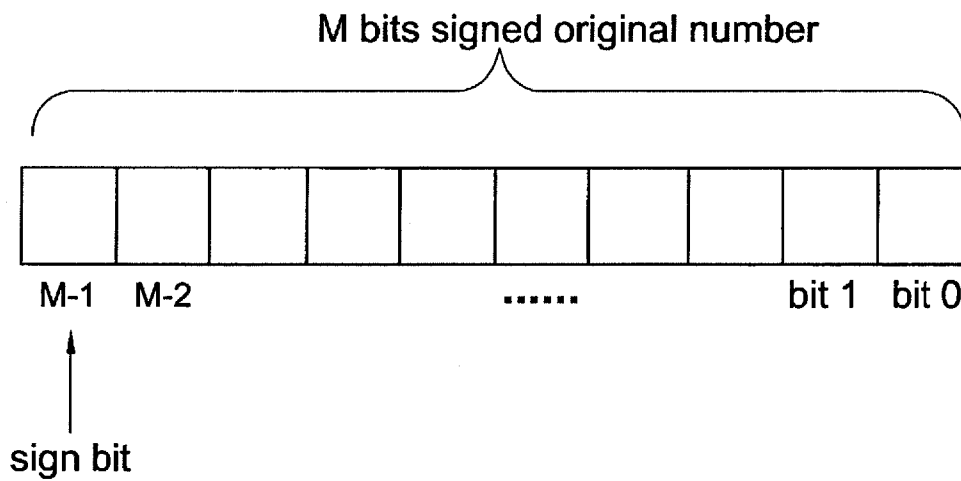 M bits signed original number
M-1 M-2 ...... bit 1 bit 0
sign bit